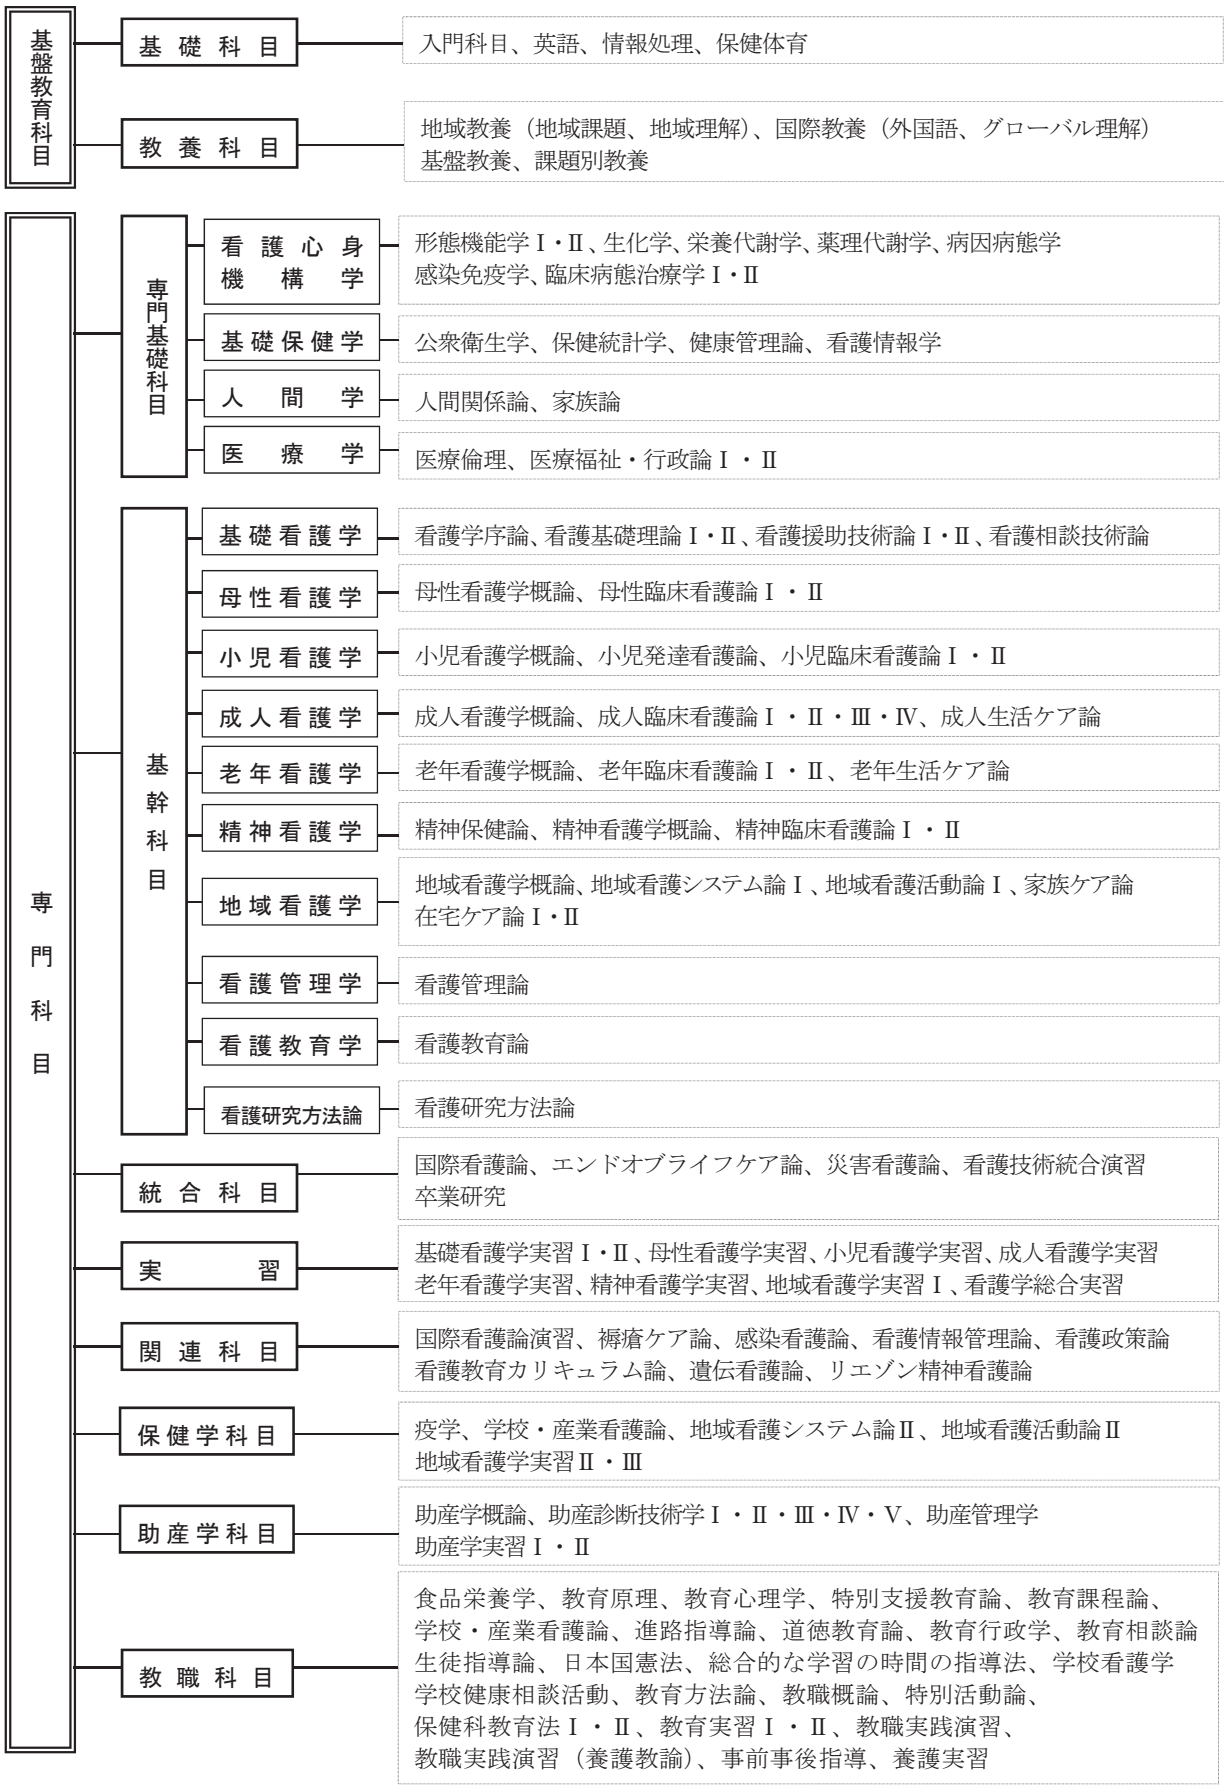 基盤教育科目
基礎科目
入門科目、英語、情報処理、保健体育
教養科目
地域教養（地域課題、地域理解）、国際教養（外国語、グローバル理解）
基盤教養、課題別教養
専門科目
専門基礎科目
看護心身
機構学
形態機能学Ⅰ・Ⅱ、生化学、栄養代謝学、薬理代謝学、病因病態学
感染免疫学、臨床病態治療学Ⅰ・Ⅱ
基礎保健学
公衆衛生学、保健統計学、健康管理論、看護情報学
人間学
人間関係論、家族論
医療学
医療倫理、医療福祉・行政論Ⅰ・Ⅱ
基幹科目
基礎看護学
看護学序論、看護基礎理論Ⅰ・Ⅱ、看護援助技術論Ⅰ・Ⅱ、看護相談技術論
母性看護学
母性看護学概論、母性臨床看護論Ⅰ・Ⅱ
小児看護学
小児看護学概論、小児発達看護論、小児臨床看護論Ⅰ・Ⅱ
成人看護学
成人看護学概論、成人臨床看護論Ⅰ・Ⅱ・Ⅲ・Ⅳ、成人生活ケア論
老年看護学
老年看護学概論、老年臨床看護論Ⅰ・Ⅱ、老年生活ケア論
精神看護学
精神保健論、精神看護学概論、精神臨床看護論Ⅰ・Ⅱ
地域看護学
地域看護学概論、地域看護システム論Ⅰ、地域看護活動論Ⅰ、家族ケア論
在宅ケア論Ⅰ・Ⅱ
看護管理学
看護管理論
看護教育学
看護教育論
看護研究方法論
看護研究方法論
統合科目
国際看護論、エンドオブライフケア論、災害看護論、看護技術統合演習
卒業研究
実習
基礎看護学実習Ⅰ・Ⅱ、母性看護学実習、小児看護学実習、成人看護学実習
老年看護学実習、精神看護学実習、地域看護学実習Ⅰ、看護学総合実習
関連科目
国際看護論演習、褥瘡ケア論、感染看護論、看護情報管理論、看護政策論
看護教育カリキュラム論、遺伝看護論、リエゾン精神看護論
保健学科目
疫学、学校・産業看護論、地域看護システム論Ⅱ、地域看護活動論Ⅱ
地域看護学実習Ⅱ・Ⅲ
助産学科目
助産学概論、助産診断技術学Ⅰ・Ⅱ・Ⅲ・Ⅳ・Ⅴ、助産管理学
助産学実習Ⅰ・Ⅱ
教職科目
食品栄養学、教育原理、教育心理学、特別支援教育論、教育課程論、
学校・産業看護論、進路指導論、道徳教育論、教育行政学、教育相談論
生徒指導論、日本国憲法、総合的な学習の時間の指導法、学校看護学
学校健康相談活動、教育方法論、教職概論、特別活動論、
保健科教育法Ⅰ・Ⅱ、教育実習Ⅰ・Ⅱ、教職実践演習、
教職実践演習（養護教諭）、事前事後指導、養護実習